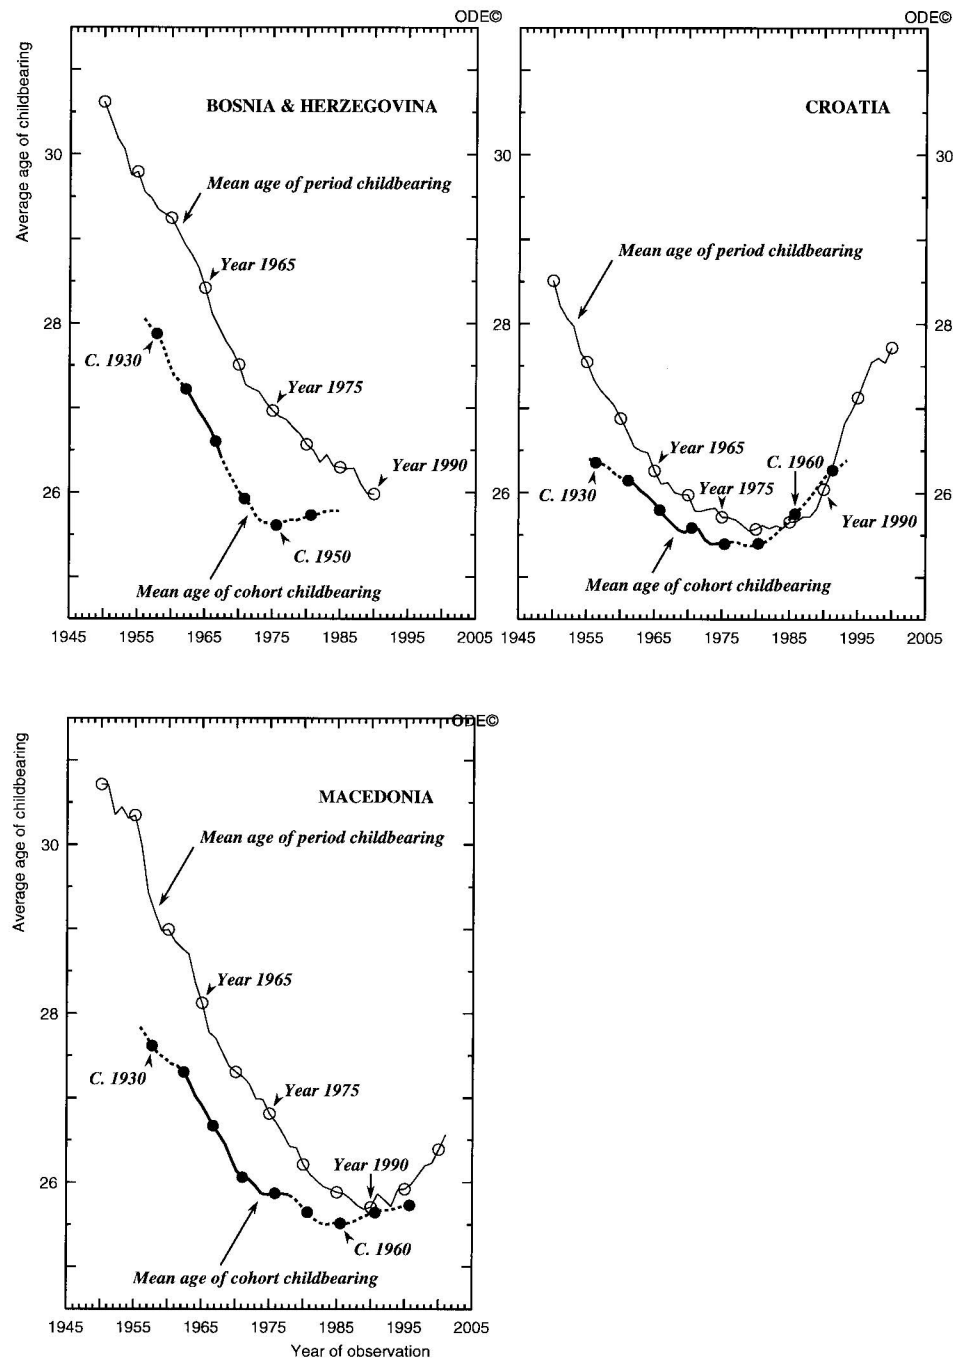 ODE©
ODE©
Average age of childbearing
BOSNIA & HERZEGOVINA
CROATIA
30
30
30
Mean age of period childbearing
Mean age of period childbearing
Year 1965
28
28
28
C. 1930
Year 1975
Year 1965
C. 1960
Year 1990
26
26
26
C. 1930
Year 1975
Year 1990
C. 1950
Mean age of cohort childbearing
Mean age of cohort childbearing
1945 1955 1965 1975 1985 1995 2005
1945 1955 1965 1975 1985 1995 2005
ODE©
Average age of childbearing
MACEDONIA
Mean age of period childbearing
30
Year 1965
28
C. 1930
Year 1975
Year 1990
26
C. 1960
Mean age of cohort childbearing
1945 1955 1965 1975 1985 1995 2005
Year of observation